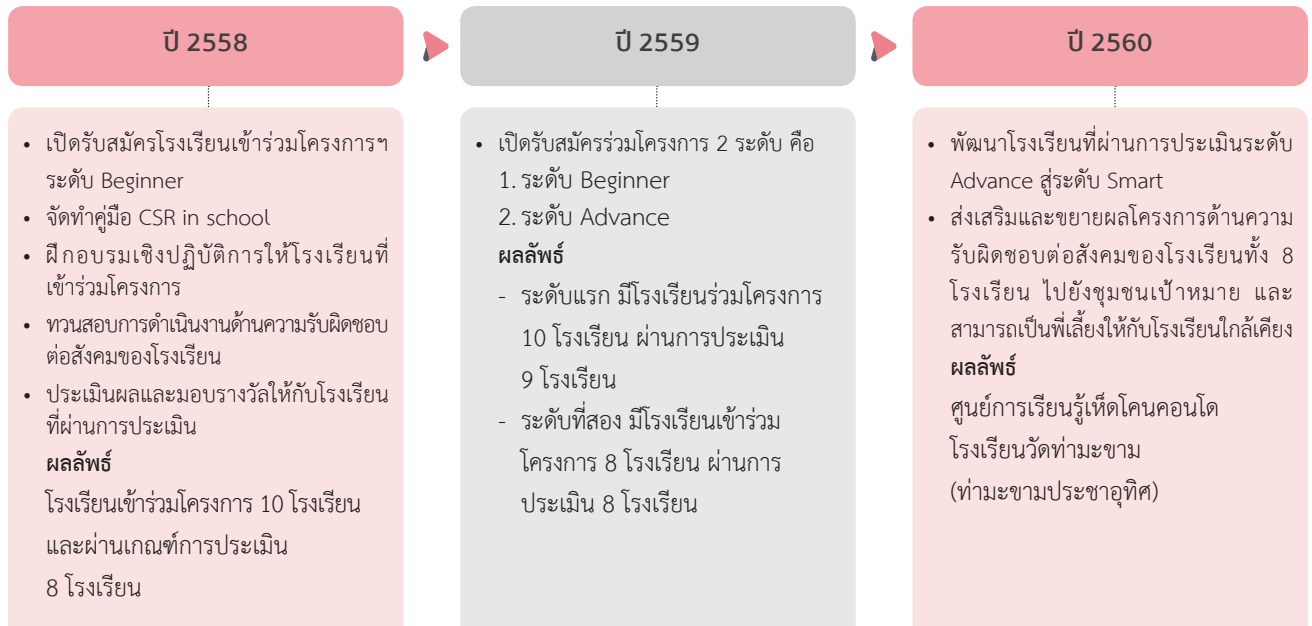 ปี 2558
• เปิดรับสมัครโรงเรียนเข้าร่วมโครงการฯ
ระดับ Beginner
• จัดทำคู่มือ CSR in school
• ฝึกอบรมเชิงปฏิบัติการให้โรงเรียนที่
เข้าร่วมโครงการ
• ทวนสอบการดำเนินงานด้านความรับผิดชอบ
ต่อสังคมของโรงเรียน
• ประเมินผลและมอบรางวัลให้กับโรงเรียน
ที่ผ่านการประเมิน
ผลลัพธ์
โรงเรียนเข้าร่วมโครงการ 10 โรงเรียน
และผ่านเกณฑ์การประเมิน
8 โรงเรียน
ปี 2559
• เปิดรับสมัครร่วมโครงการ 2 ระดับ คือ
1. ระดับ Beginner
2. ระดับ Advance
ผลลัพธ์
- ระดับแรก มีโรงเรียนร่วมโครงการ
10 โรงเรียน ผ่านการประเมิน
9 โรงเรียน
- ระดับที่สอง มีโรงเรียนเข้าร่วม
โครงการ 8 โรงเรียน ผ่านการ
ประเมิน 8 โรงเรียน
ปี 2560
• พัฒนาโรงเรียนที่ผ่านการประเมินระดับ
Advance สู่ระดับ Smart
• ส่งเสริมและขยายผลโครงการด้านความ
รับผิดชอบต่อสังคมของโรงเรียนทั้ง 8
โรงเรียน ไปยังชุมชนเป้าหมาย และ
สามารถเป็นพี่เลี้ยงให้กับโรงเรียนใกล้เคียง
ผลลัพธ์
ศูนย์การเรียนรู้เห็ดโคนคอนโด
โรงเรียนวัดท่ามะขาม
(ท่ามะขามประชาอุทิศ)